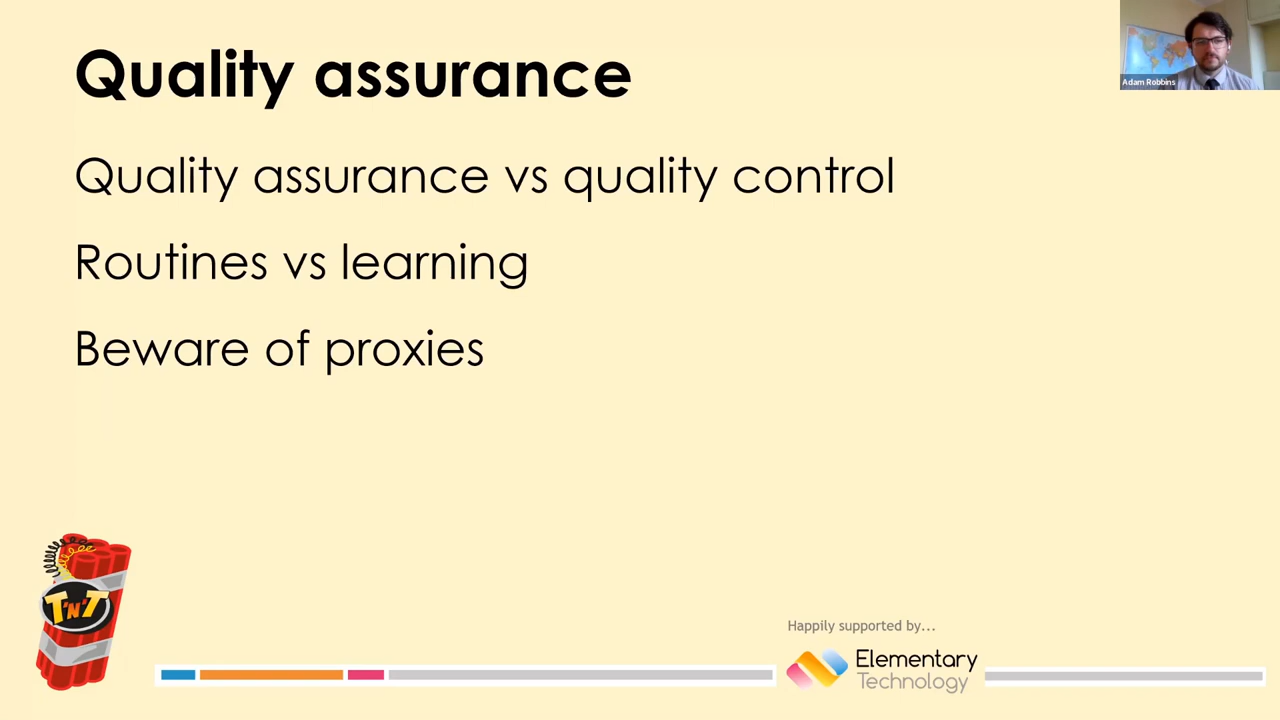 Quality assurance
Adam Robbins
Quality assurance vs quality control
Routines vs learning
Beware of proxies
T'N'T
Happily supported by...
Elementary
Technology